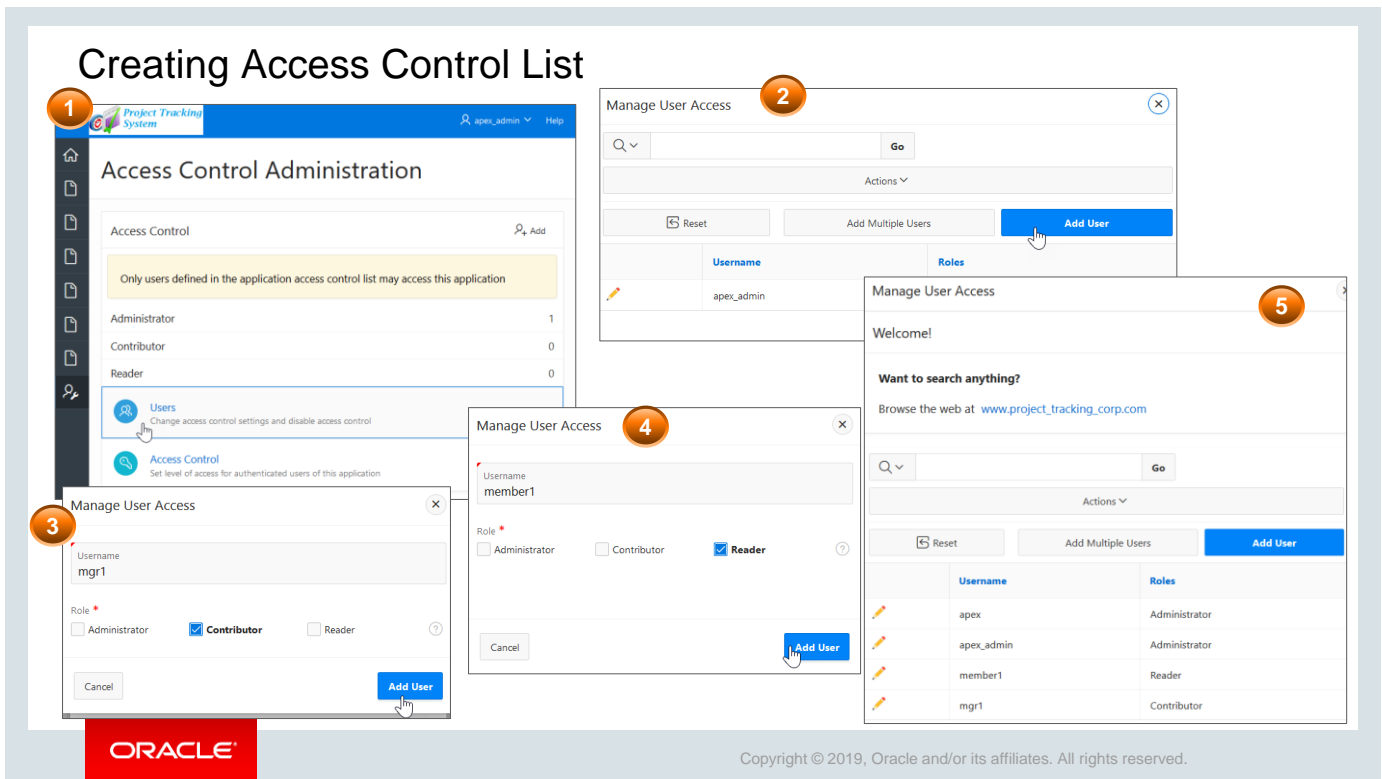 Creating Access Control List
1
Project Tracking
System
apex_admin
Help
Access Control Administration
Access Control
Add
Only users defined in the application access control list may access this application
Administrator 1
Contributor 0
Reader 0
Users
Change access control settings and disable access control
Access Control
Set level of access for authenticated users of this application
2
Manage User Access
Go
Actions
Reset
Add Multiple Users
Add User
Username Roles
apex_admin
3
Manage User Access
Username
mgr1
Role *
Administrator Contributor Reader ?
Cancel
Add User
4
Manage User Access
Username
member1
Role *
Administrator Contributor Reader ?
Cancel
Add User
5
Manage User Access
Welcome!
Want to search anything?
Browse the web at www.project_tracking_corp.com
Go
Actions
Reset
Add Multiple Users
Add User
Username Roles
apex Administrator
apex_admin Administrator
member1 Reader
mgr1 Contributor
ORACLE®
Copyright © 2019, Oracle and/or its affiliates. All rights reserved.